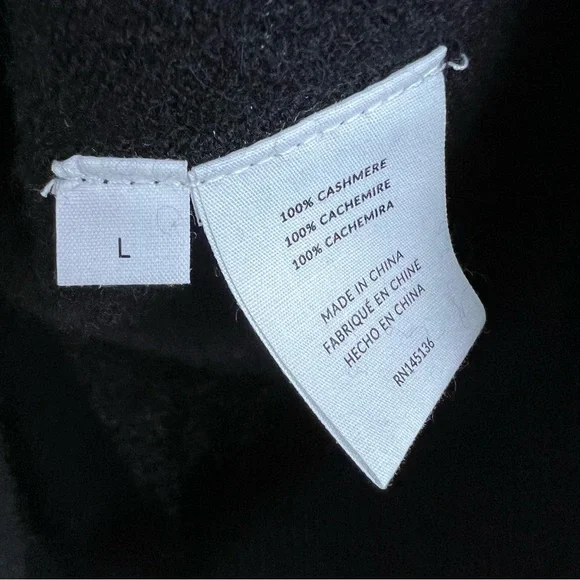 L
100% CASHMERE
100% CACHEMIRE
100% CACHEMIRA
MADE IN CHINA
FABRIQUÉ EN CHINE
HECHO EN CHINA
RN145136